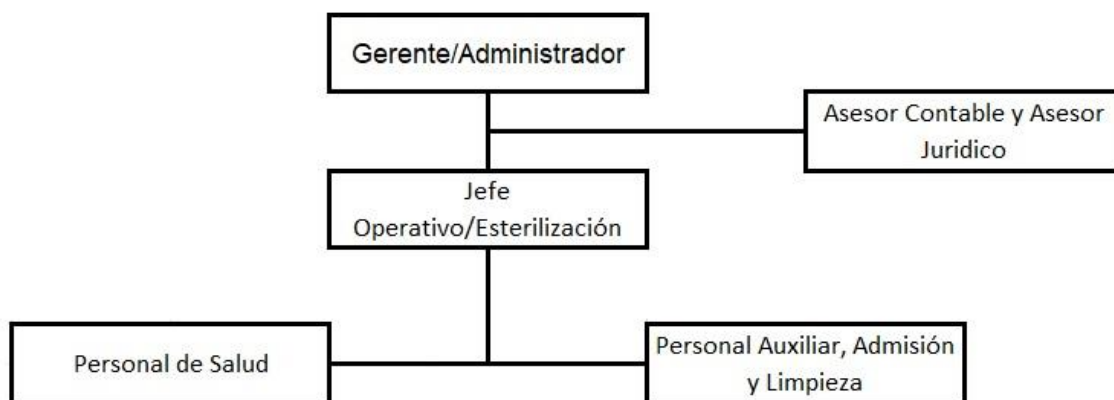 Gerente/Administrador
Asesor Contable y Asesor
Juridico
Jefe
Operativo/Esterilización
Personal de Salud
Personal Auxiliar, Admisión
y Limpieza